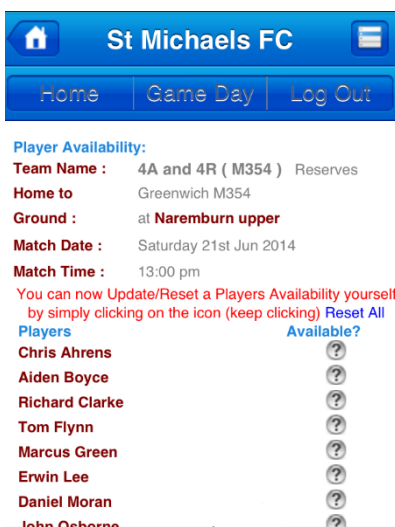 St Michaels FC
Home Game Day Log Out
Player Availability:
Team Name : 4A and 4R ( M354 ) Reserves
Home to Greenwich M354
Ground : at Naremburn upper
Match Date : Saturday 21st Jun 2014
Match Time : 13:00 pm
You can now Update/Reset a Players Availability yourself
by simply clicking on the icon (keep clicking) Reset All
Players Available?
Chris Ahrens ?
Aiden Boyce ?
Richard Clarke ?
Tom Flynn ?
Marcus Green ?
Erwin Lee ?
Daniel Moran ?
John Osborne ?